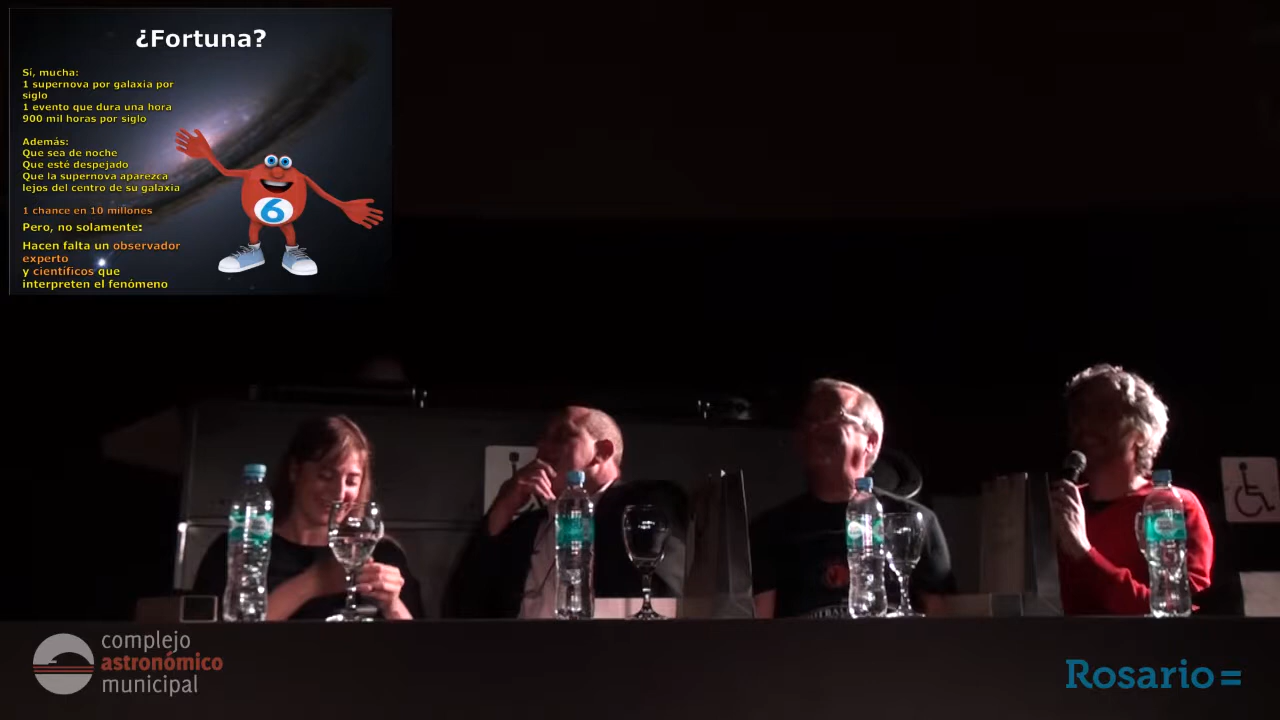 ¿Fortuna?
Sí, mucha:
1 supernova por galaxia por
siglo
1 evento que dura una hora
900 mil horas por siglo
Además:
Que sea de noche
Que esté despejado
Que la supernova aparezca
lejos del centro de su galaxia
1 chance en 10 millones
Pero, no solamente:
Hacen falta un observador
experto
y científicos que
interpreten el fenómeno
6
complejo
astronómico
municipal
Rosario=